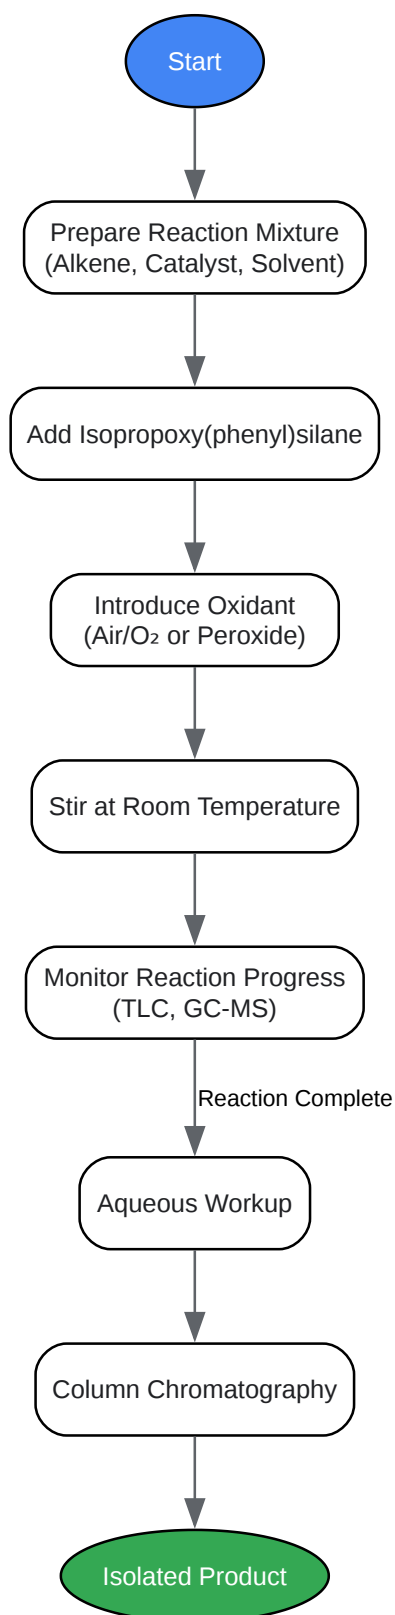 Start
Prepare Reaction Mixture
(Alkene, Catalyst, Solvent)
Add Isopropoxy(phenyl)silane
Introduce Oxidant
(Air/O₂ or Peroxide)
Stir at Room Temperature
Monitor Reaction Progress
(TLC, GC-MS)
Reaction Complete
Aqueous Workup
Column Chromatography
Isolated Product